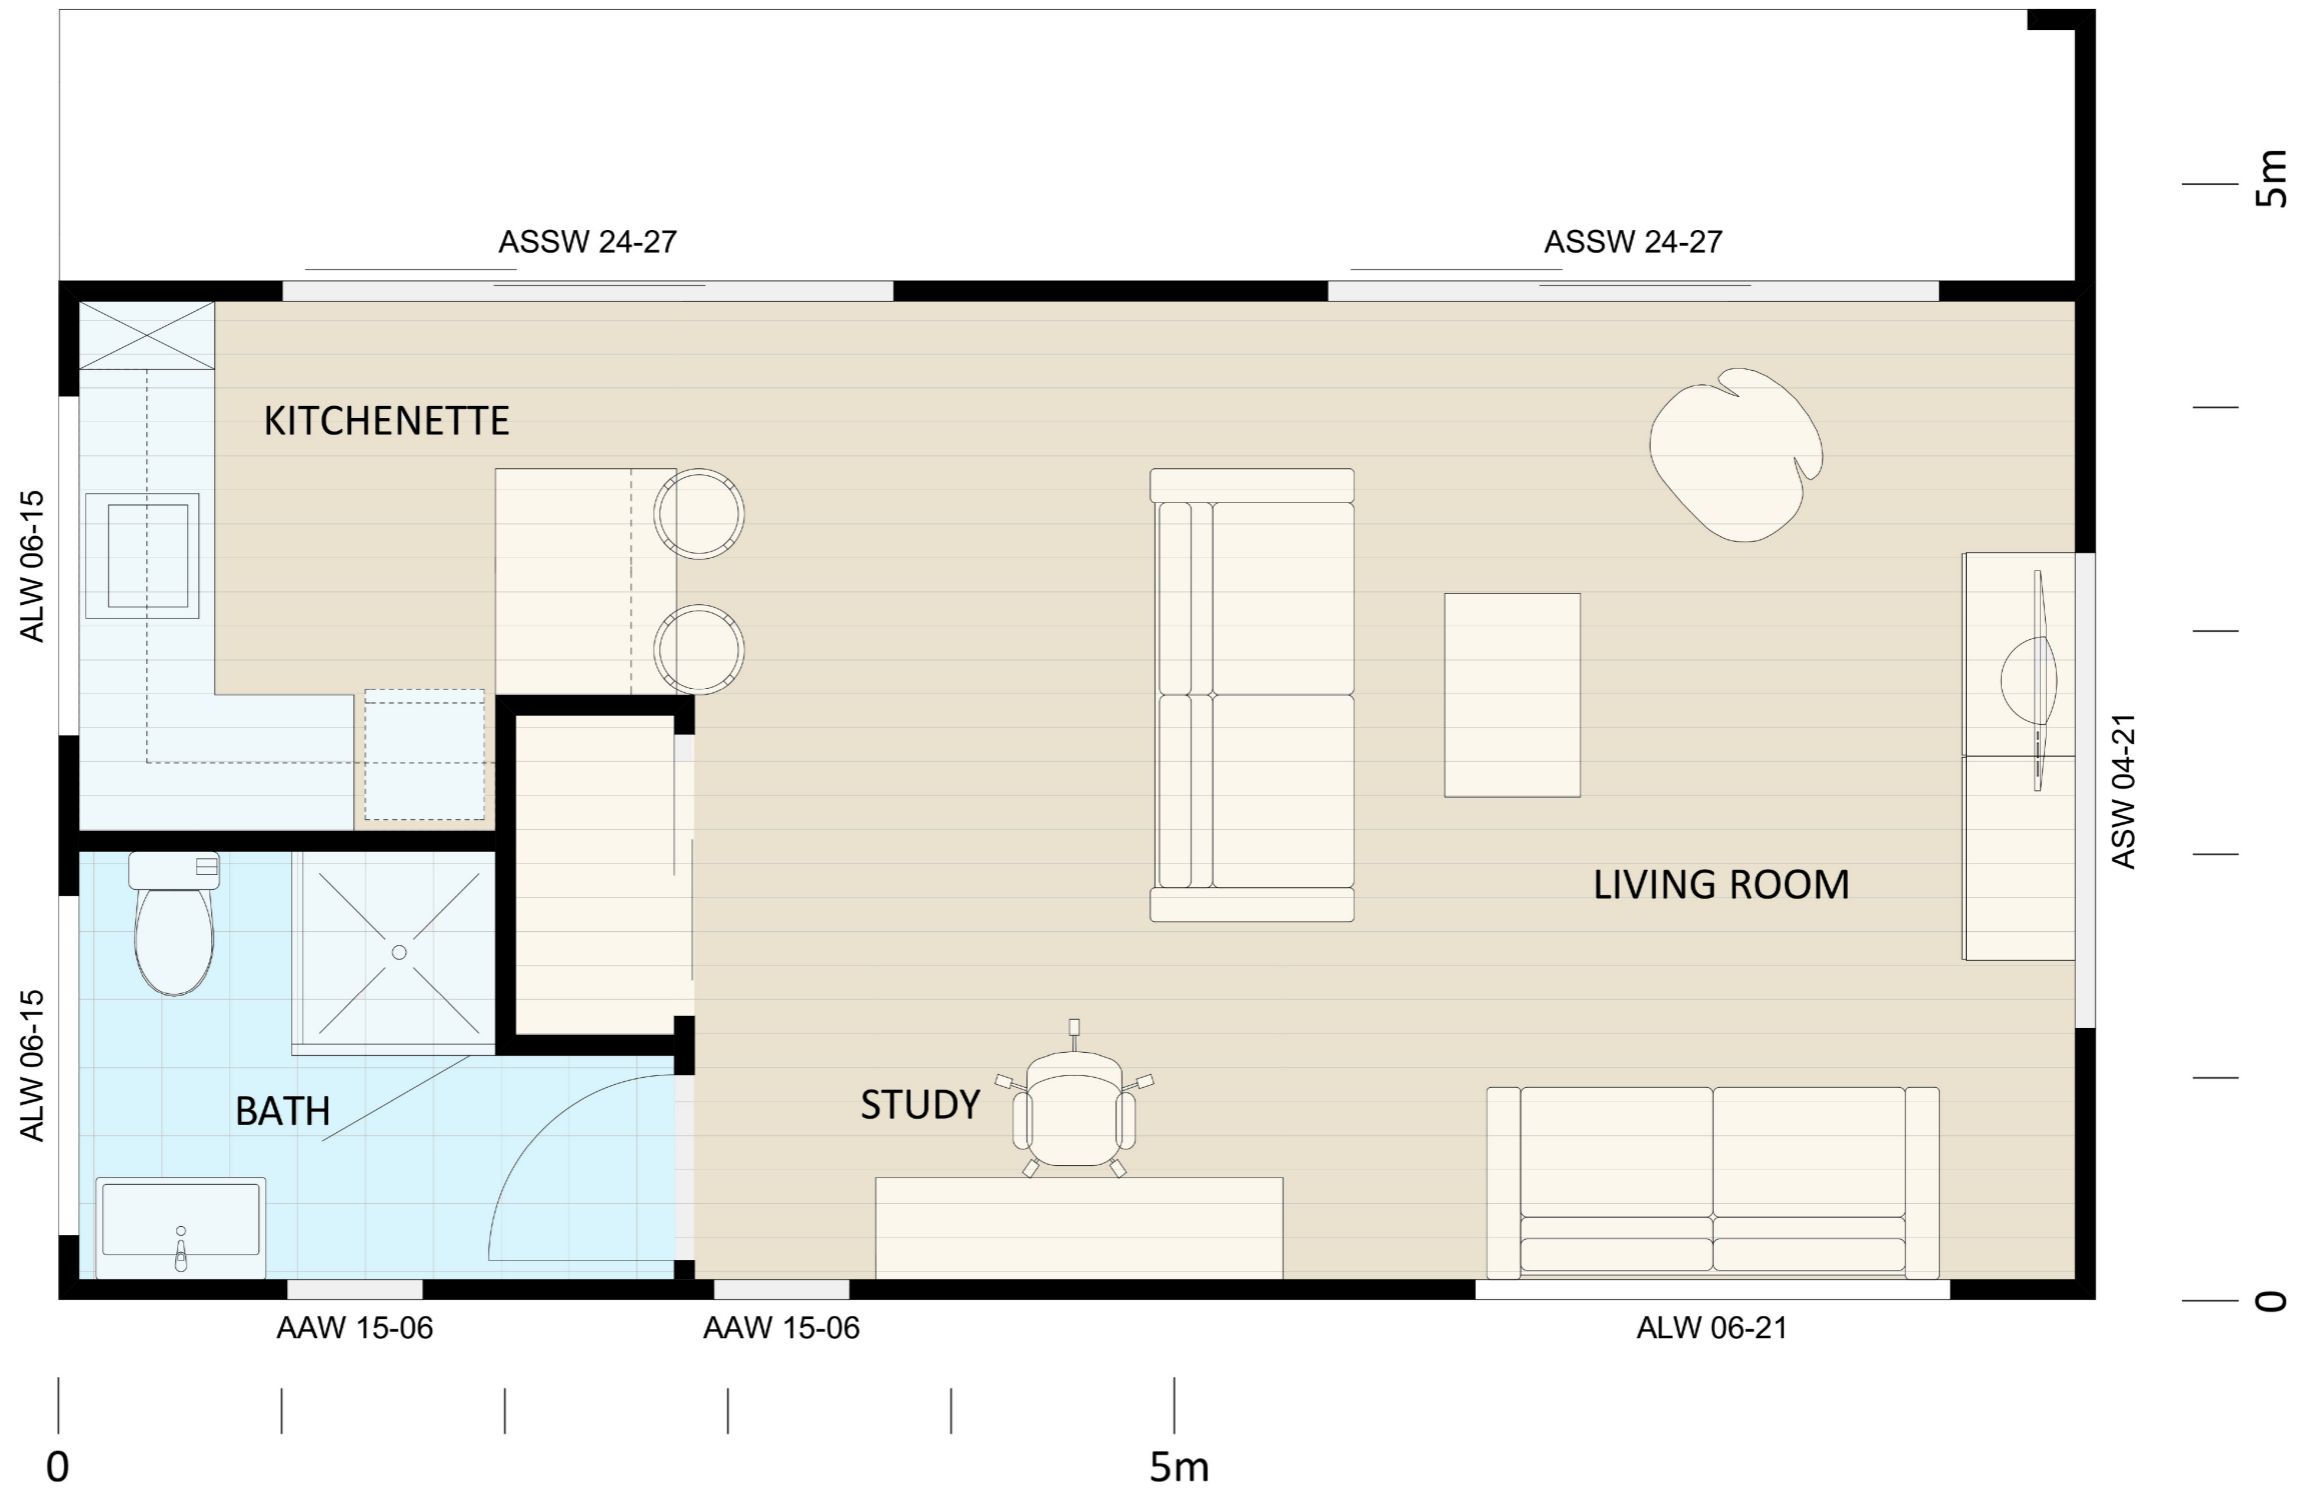 5m
ASSW 24-27
ASSW 24-27
KITCHENETTE
ALW 06-15
ASW 04-21
LIVING ROOM
ALW 06-15
BATH
STUDY
0
AAW 15-06
AAW 15-06
ALW 06-21
0
5m